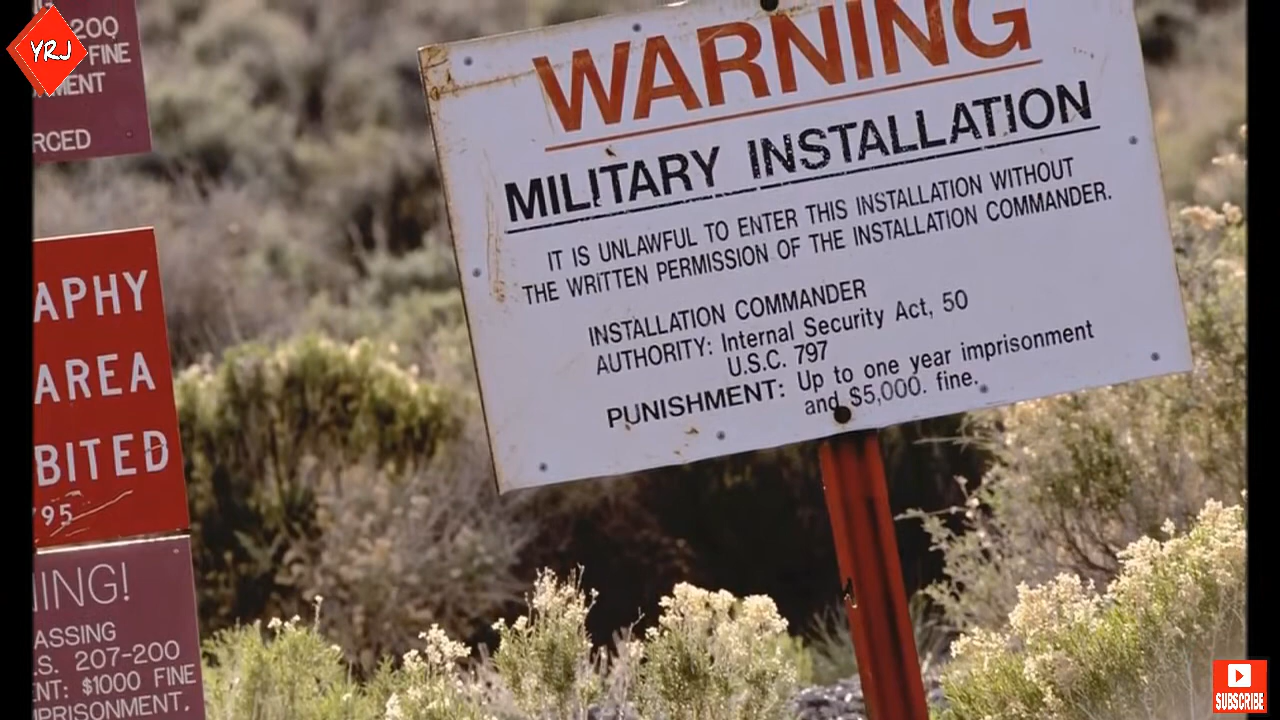 YRJ
200
FINE
MENT
RCED
APHY
AREA
BITED
'95
NING!
ASSING
.S. 207-200
ENT: $1000 FINE
MPRISONMENT.
WARNING
MILITARY INSTALLATION
IT IS UNLAWFUL TO ENTER THIS INSTALLATION WITHOUT
THE WRITTEN PERMISSION OF THE INSTALLATION COMMANDER.
INSTALLATION COMMANDER
AUTHORITY: Internal Security Act, 50
U.S.C. 797
PUNISHMENT: Up to one year imprisonment
and $5,000. fine.
SUBSCRIBE